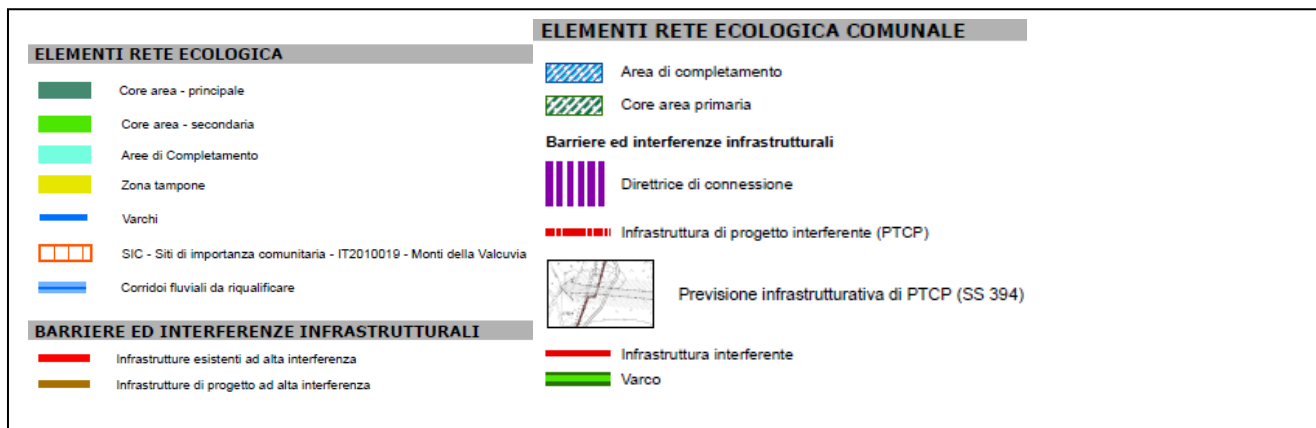 ELEMENTI RETE ECOLOGICA
Core area - principale
Core area - secondaria
Aree di Completamento
Zona tampone
Varchi
SIC - Siti di importanza comunitaria - IT2010019 - Monti della Valcuvia
Corridoi fluviali da riqualificare
BARRIERE ED INTERFERENZE INFRASTRUTTURALI
Infrastrutture esistenti ad alta interferenza
Infrastrutture di progetto ad alta interferenza
ELEMENTI RETE ECOLOGICA COMUNALE
Area di completamento
Core area primaria
Barriere ed interferenze infrastrutturali
Direttrice di connessione
Infrastruttura di progetto interferente (PTCP)
Previsione infrastrutturativa di PTCP (SS 394)
Infrastruttura interferente
Varco